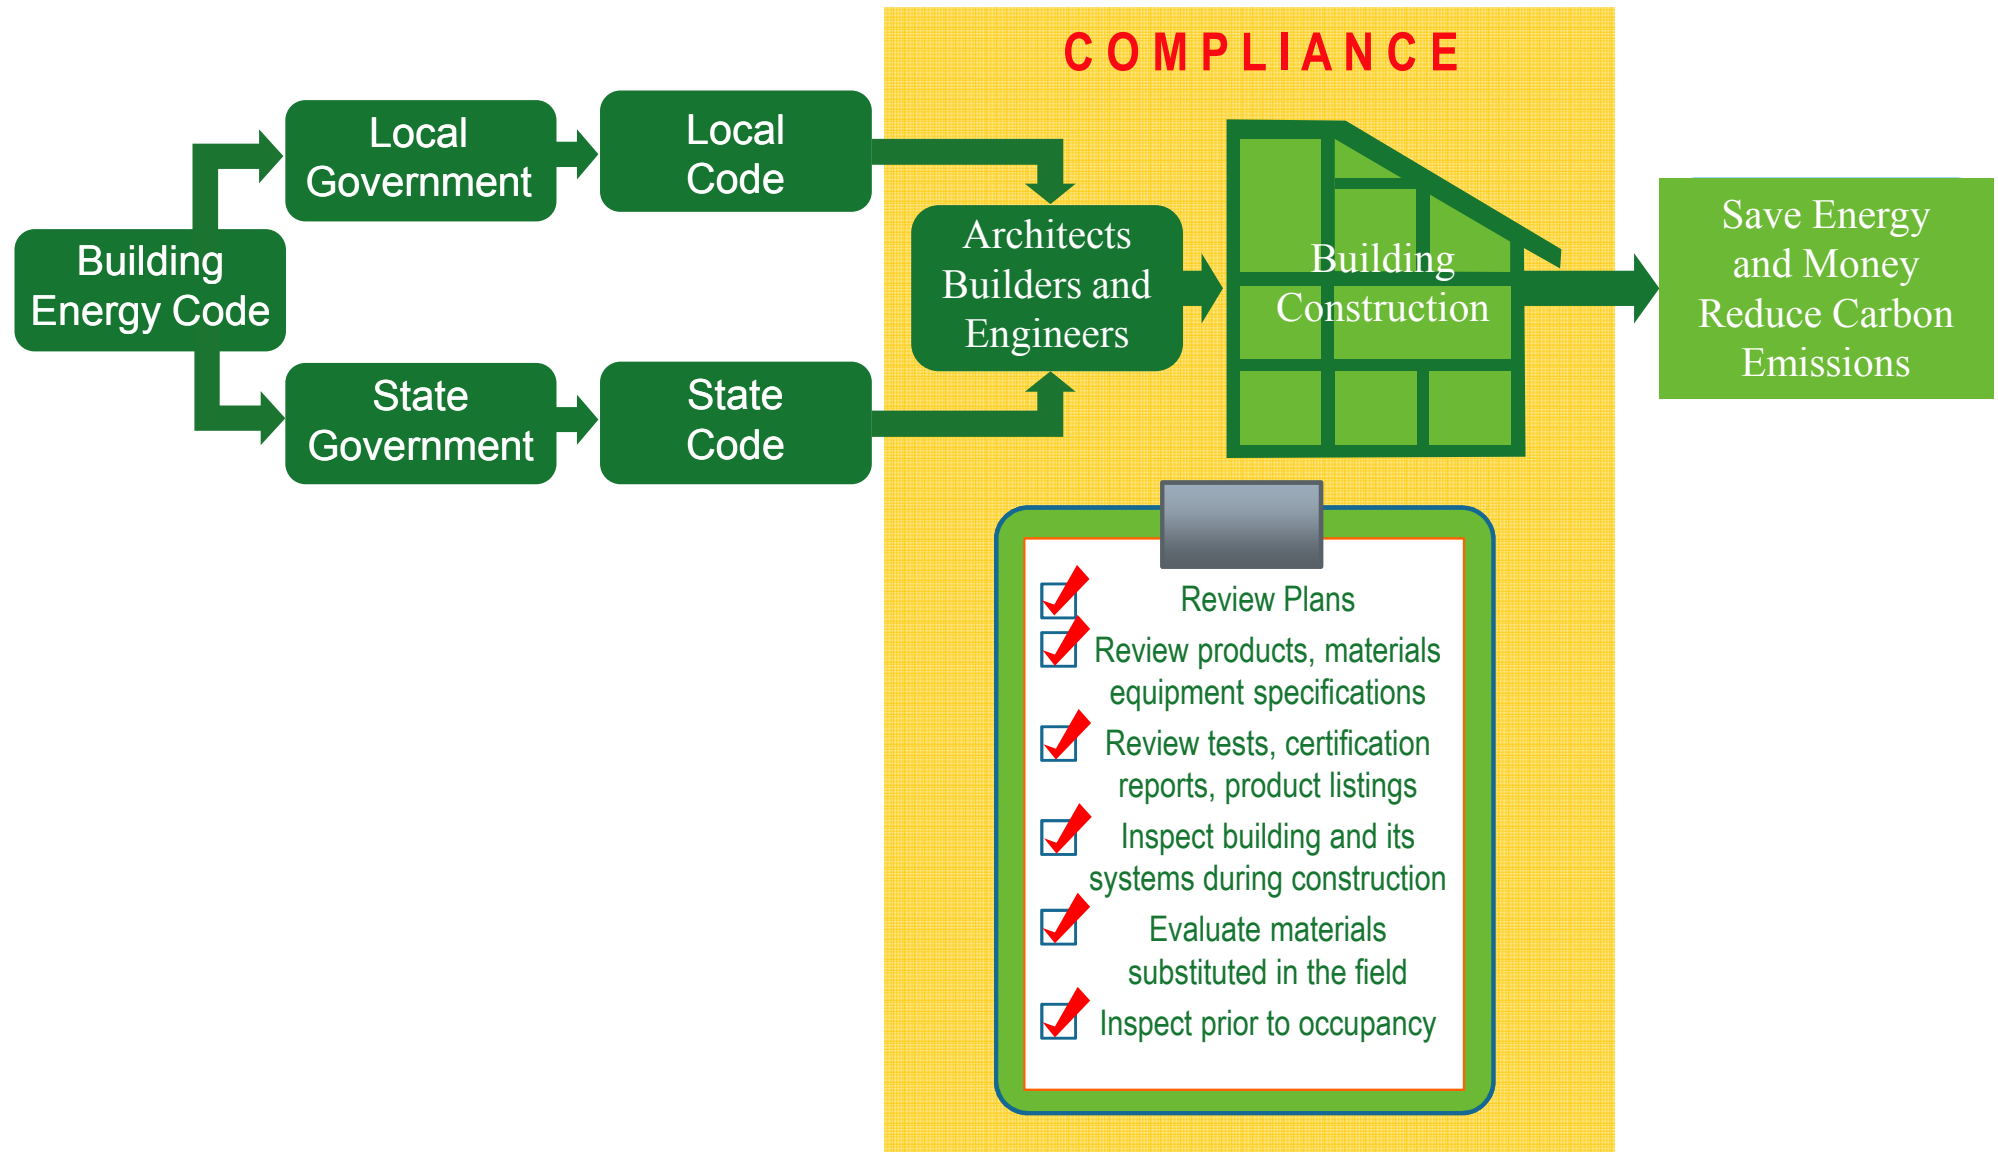 COMPLIANCE
Local
Government
Local
Code
Building
Energy Code
State
Government
State
Code
Architects
Builders and
Engineers
Building
Construction
Save Energy
and Money
Reduce Carbon
Emissions
Review Plans
Review products, materials
equipment specifications
Review tests, certification
reports, product listings
Inspect building and its
systems during construction
Evaluate materials
substituted in the field
Inspect prior to occupancy